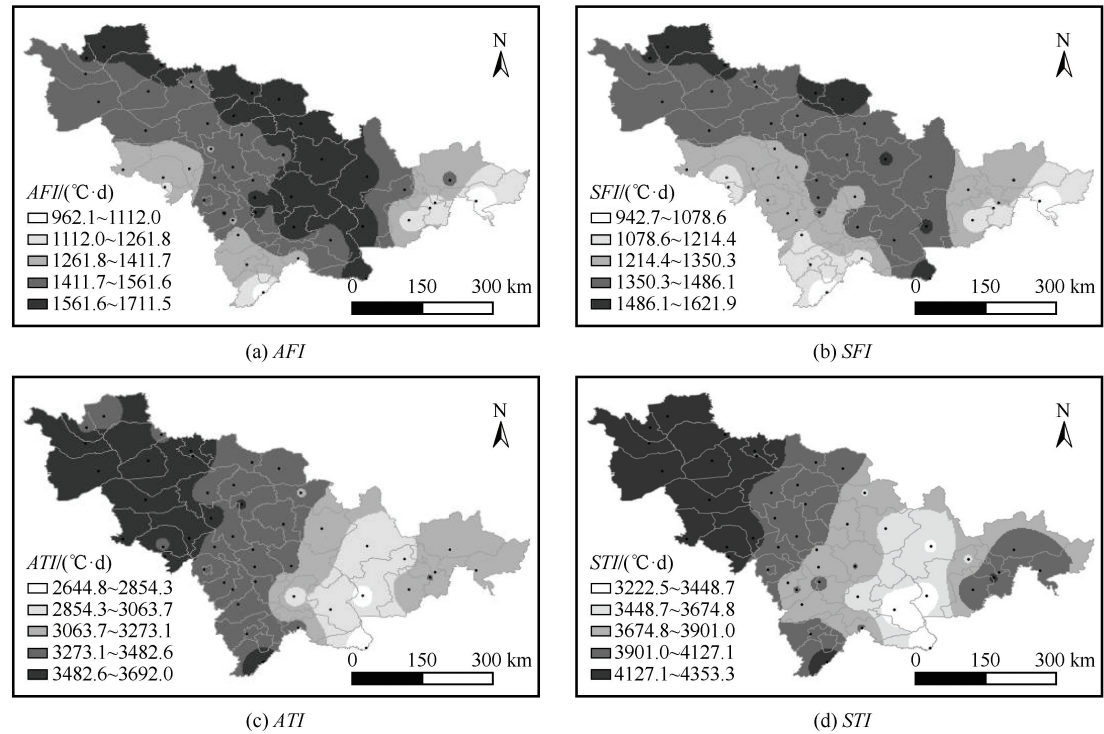 N
AFI/(℃·d)
962.1~1112.0
1112.0~1261.8
1261.8~1411.7
1411.7~1561.6
1561.6~1711.5
0 150 300 km
(a) AFI
N
SFI/(℃·d)
942.7~1078.6
1078.6~1214.4
1214.4~1350.3
1350.3~1486.1
1486.1~1621.9
0 150 300 km
(b) SFI
N
ATI/(℃·d)
2644.8~2854.3
2854.3~3063.7
3063.7~3273.1
3273.1~3482.6
3482.6~3692.0
0 150 300 km
(c) ATI
N
STI/(℃·d)
3222.5~3448.7
3448.7~3674.8
3674.8~3901.0
3901.0~4127.1
4127.1~4353.3
0 150 300 km
(d) STI